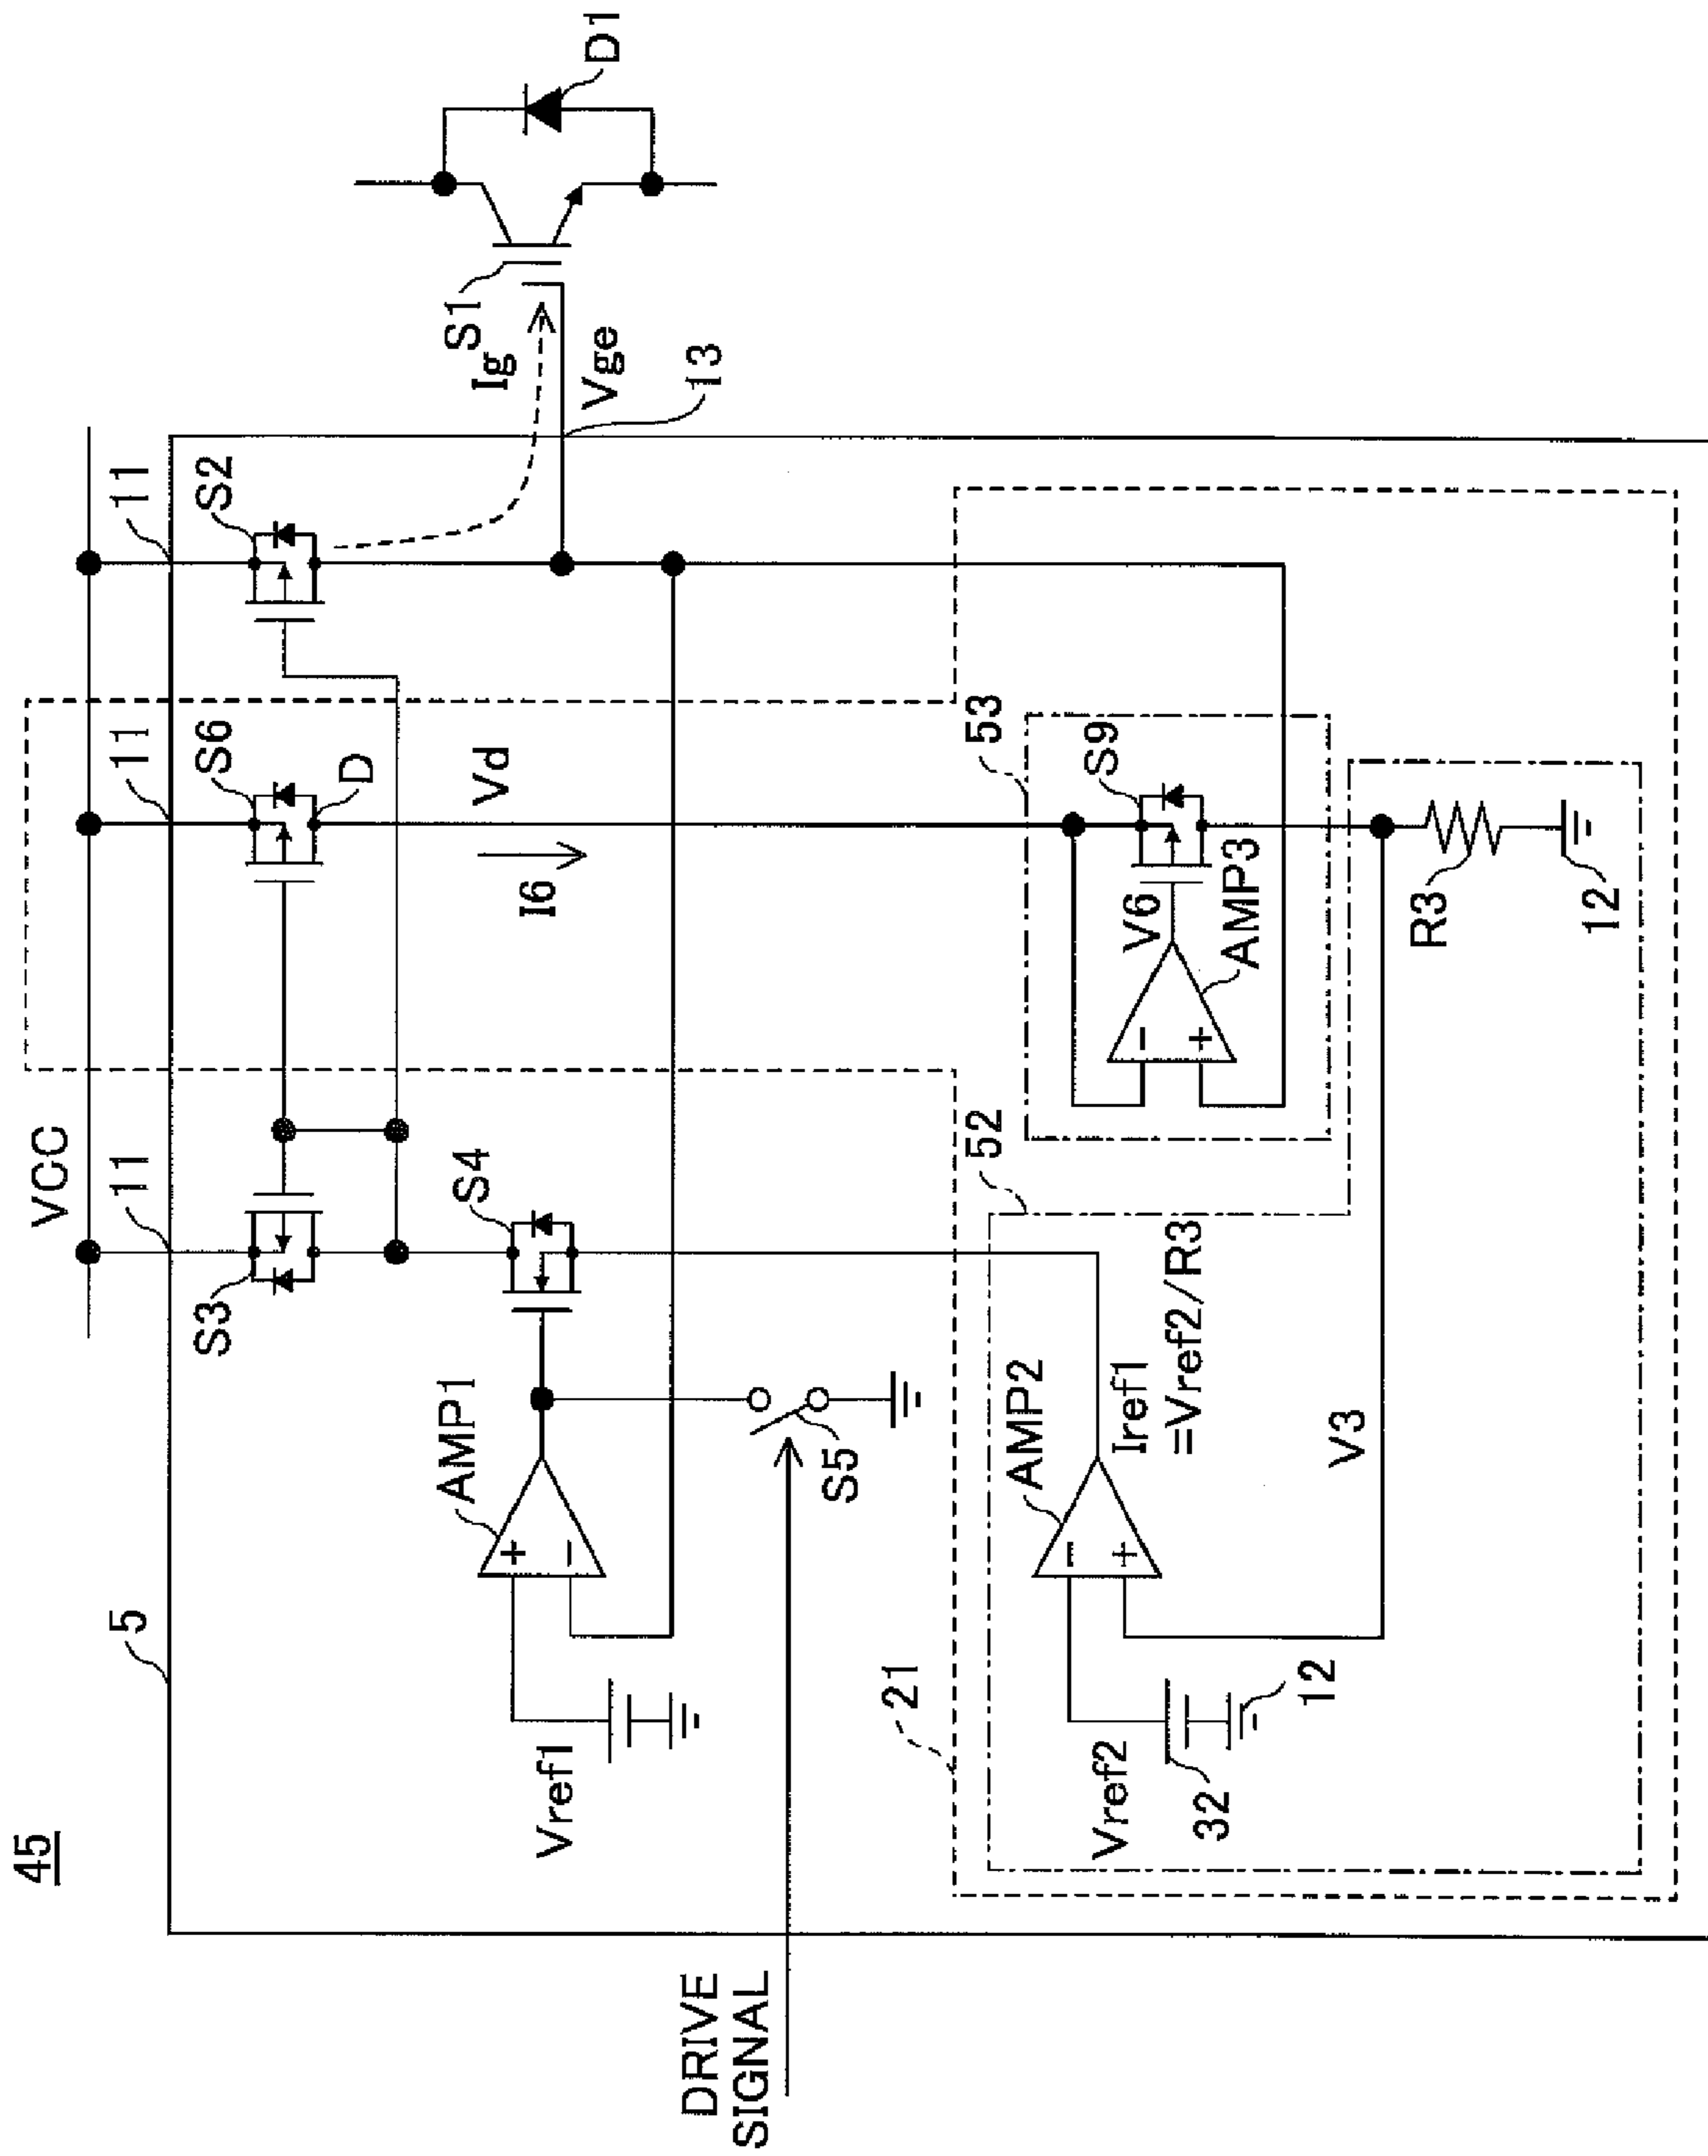 45
5
VCC
11
11
11
S3
S6
S2
D
S4
Vd
I6
Ig
S1
D1
Vge
13
AMP1
Vref1
DRIVE
SIGNAL
S5
21
52
53
S9
V6
AMP3
AMP2
Iref1
=Vref2/R3
Vref2
32
12
V3
R3
12
+
−
−
+
−
+